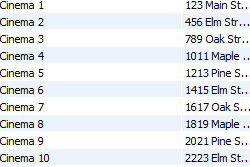 Cinema 1 123 Main St...
Cinema 2 456 Elm Str...
Cinema 3 789 Oak Str...
Cinema 4 1011 Maple ...
Cinema 5 1213 Pine S...
Cinema 6 1415 Elm St...
Cinema 7 1617 Oak S...
Cinema 8 1819 Maple ...
Cinema 9 2021 Pine S...
Cinema 10 2223 Elm St...